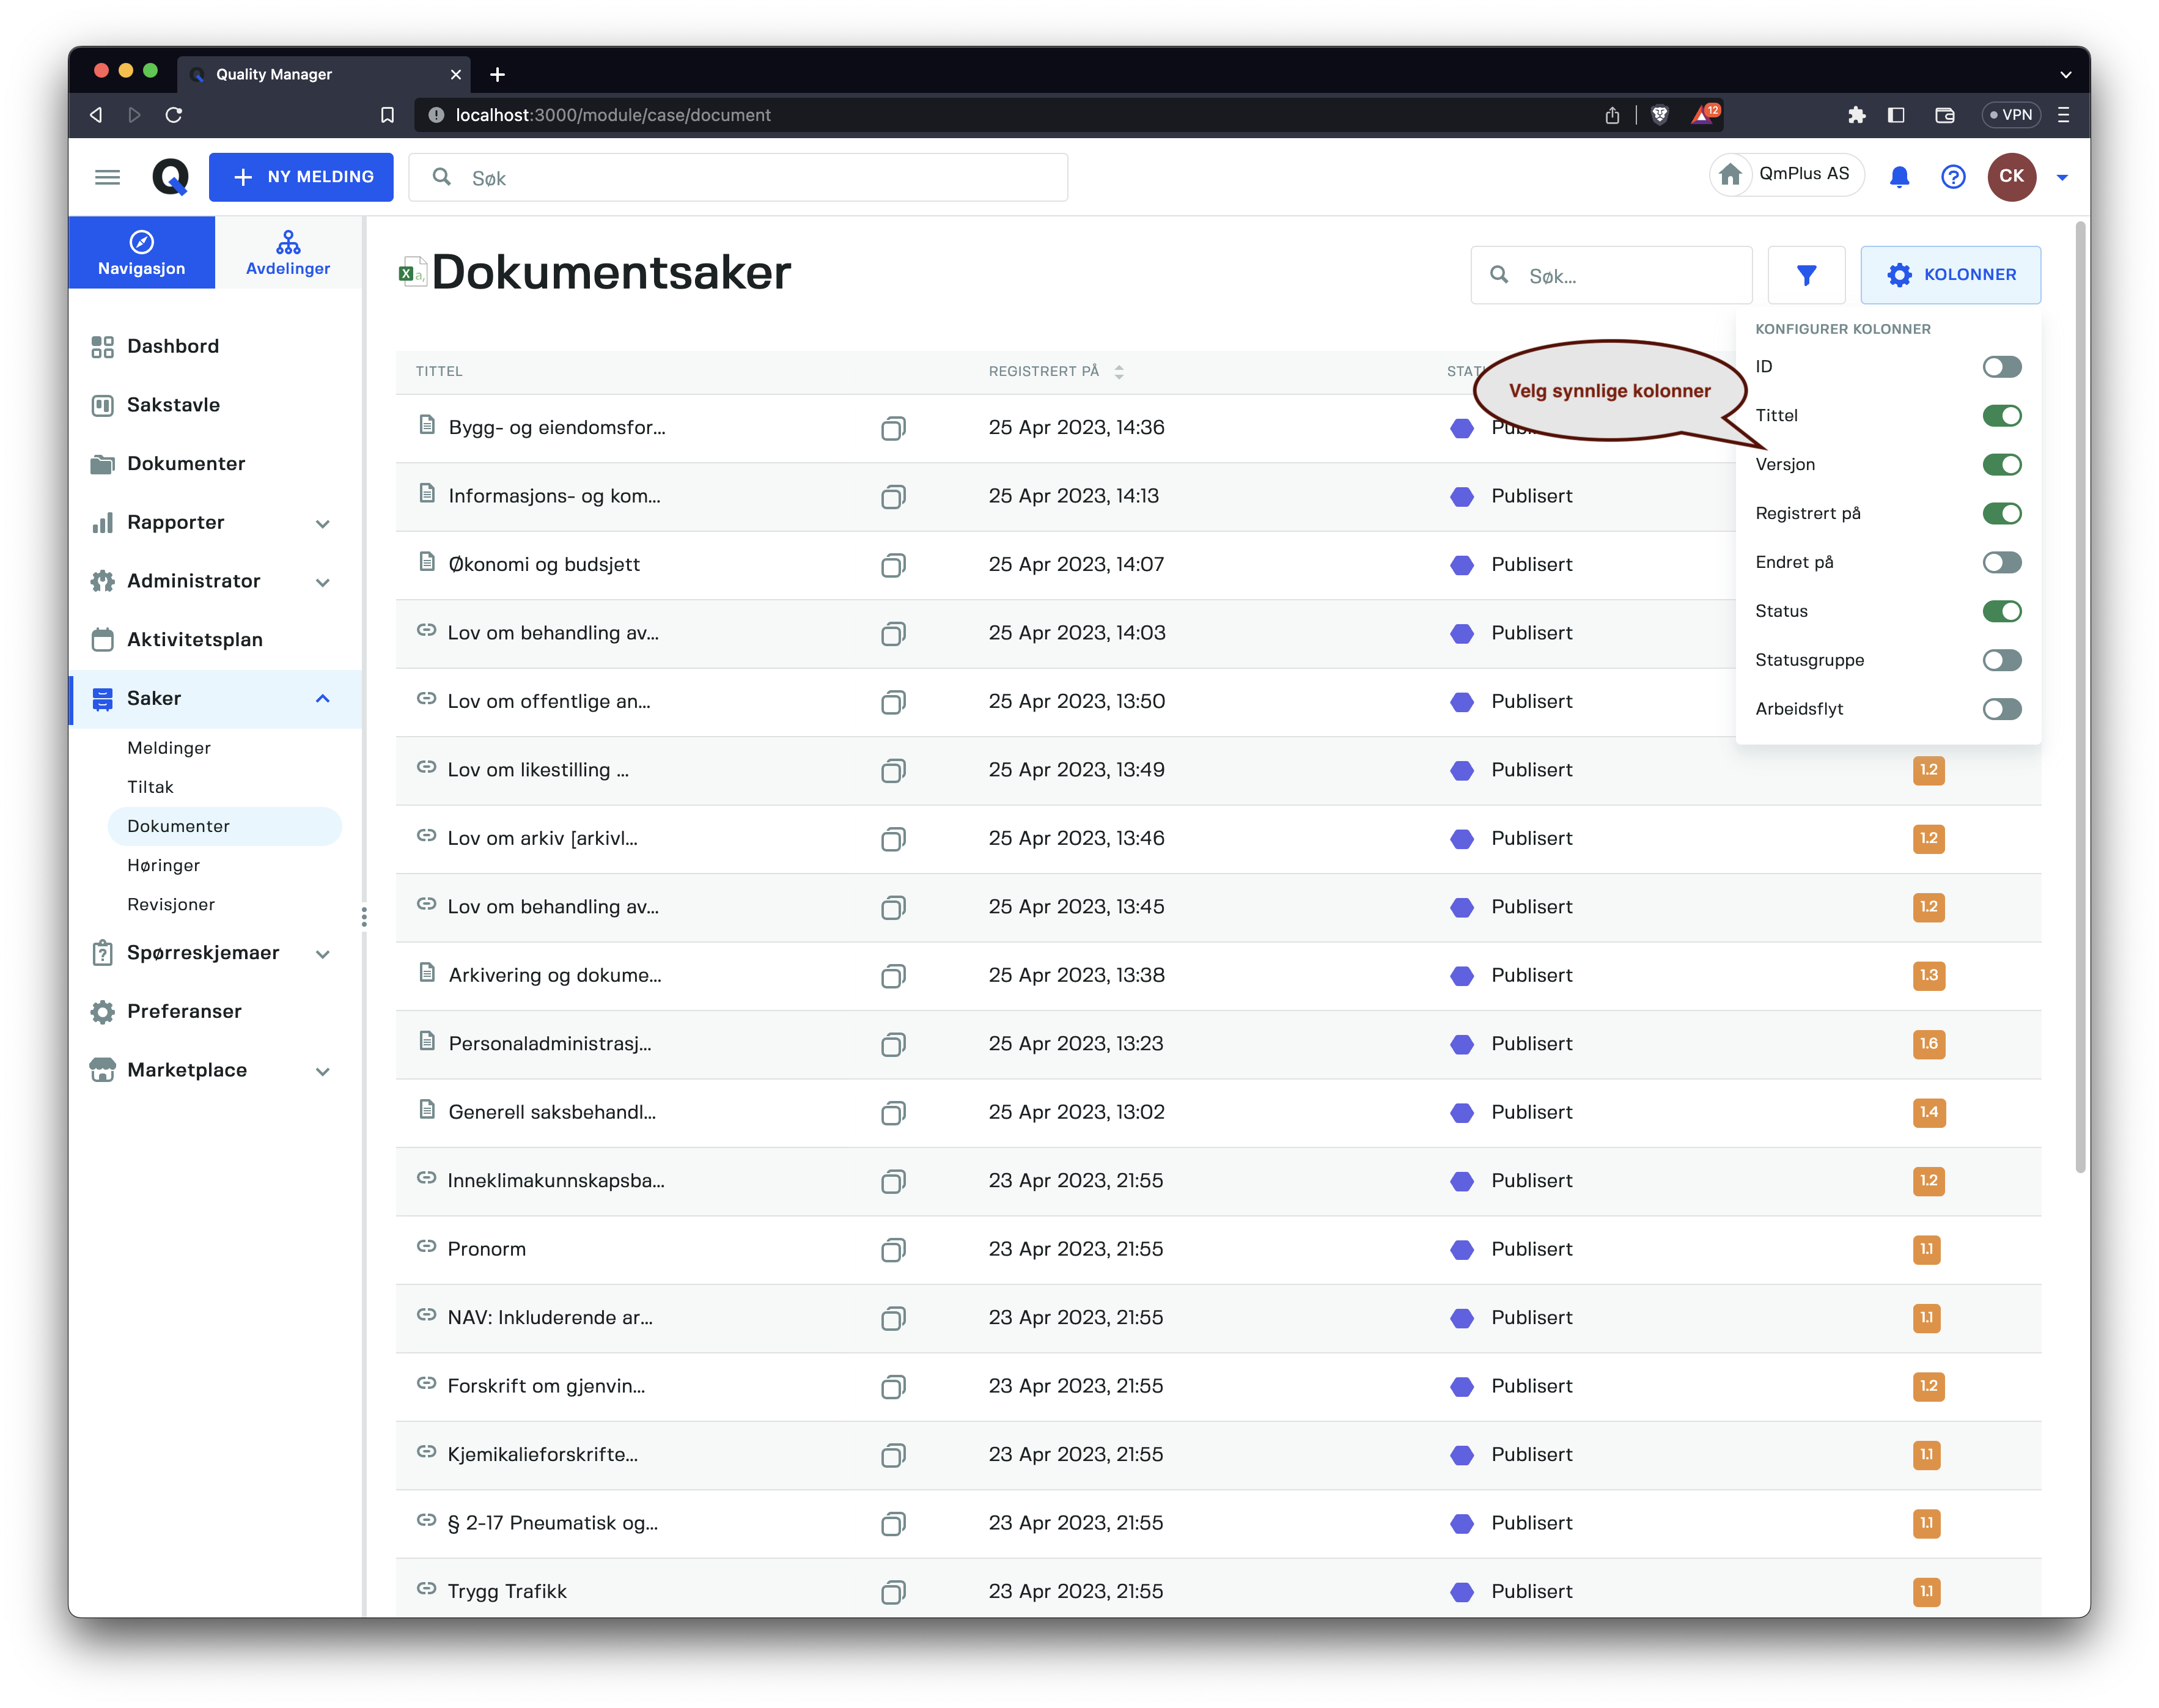 Quality Manager
localhost:3000/module/case/document
12
VPN
NY MELDING
Søk
QmPlus AS
CK
Navigasjon
Avdelinger
Dashbord
Sakstavle
Dokumenter
Rapporter
Administrator
Aktivitetsplan
Saker
Meldinger
Tiltak
Dokumenter
Høringer
Revisjoner
Spørreskjemaer
Preferanser
Marketplace
Dokumentsaker
Søk...
KOLONNER
KONFIGURER KOLONNER
ID
Tittel
Versjon
Registrert på
Endret på
Status
Statusgruppe
Arbeidsflyt
Velg synnlige kolonner
TITTEL REGISTRERT PÅ
Bygg- og eiendomsfor... 25 Apr 2023, 14:36
Informasjons- og kom... 25 Apr 2023, 14:13 Publisert
Økonomi og budsjett 25 Apr 2023, 14:07 Publisert
Lov om behandling av... 25 Apr 2023, 14:03 Publisert
Lov om offentlige an... 25 Apr 2023, 13:50 Publisert
Lov om likestilling ... 25 Apr 2023, 13:49 Publisert 1.2
Lov om arkiv [arkivl... 25 Apr 2023, 13:46 Publisert 1.2
Lov om behandling av... 25 Apr 2023, 13:45 Publisert 1.2
Arkivering og dokume... 25 Apr 2023, 13:38 Publisert 1.3
Personaladministrasj... 25 Apr 2023, 13:23 Publisert 1.6
Generell saksbehandl... 25 Apr 2023, 13:02 Publisert 1.4
Inneklimakunnskapsba... 23 Apr 2023, 21:55 Publisert 1.2
Pronorm 23 Apr 2023, 21:55 Publisert 1.1
NAV: Inkluderende ar... 23 Apr 2023, 21:55 Publisert 1.1
Forskrift om gjenvin... 23 Apr 2023, 21:55 Publisert 1.2
Kjemikalieforskrifte... 23 Apr 2023, 21:55 Publisert 1.1
§ 2-17 Pneumatisk og... 23 Apr 2023, 21:55 Publisert 1.1
Trygg Trafikk 23 Apr 2023, 21:55 Publisert 1.1